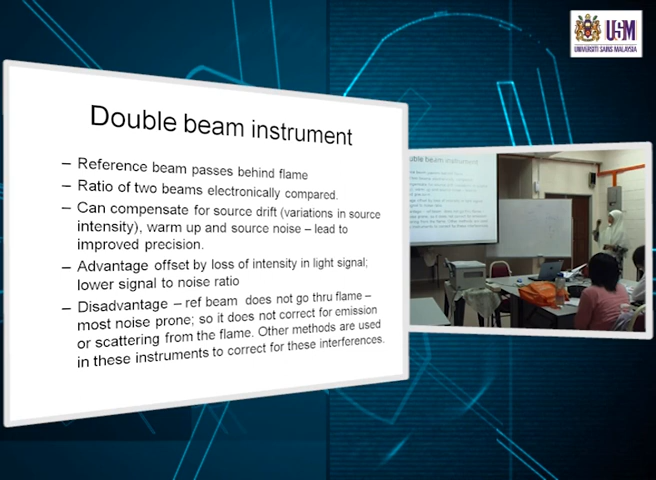 USM
UNIVERSITI SAINS MALAYSIA
Double beam instrument
– Reference beam passes behind flame
– Ratio of two beams electronically compared.
– Can compensate for source drift (variations in source
intensity), warm up and source noise – lead to
improved precision.
– Advantage offset by loss of intensity in light signal;
lower signal to noise ratio
– Disadvantage – ref beam does not go thru flame –
most noise prone; so it does not correct for emission
or scattering from the flame. Other methods are used
in these instruments to correct for these interferences.
uble beam instrument